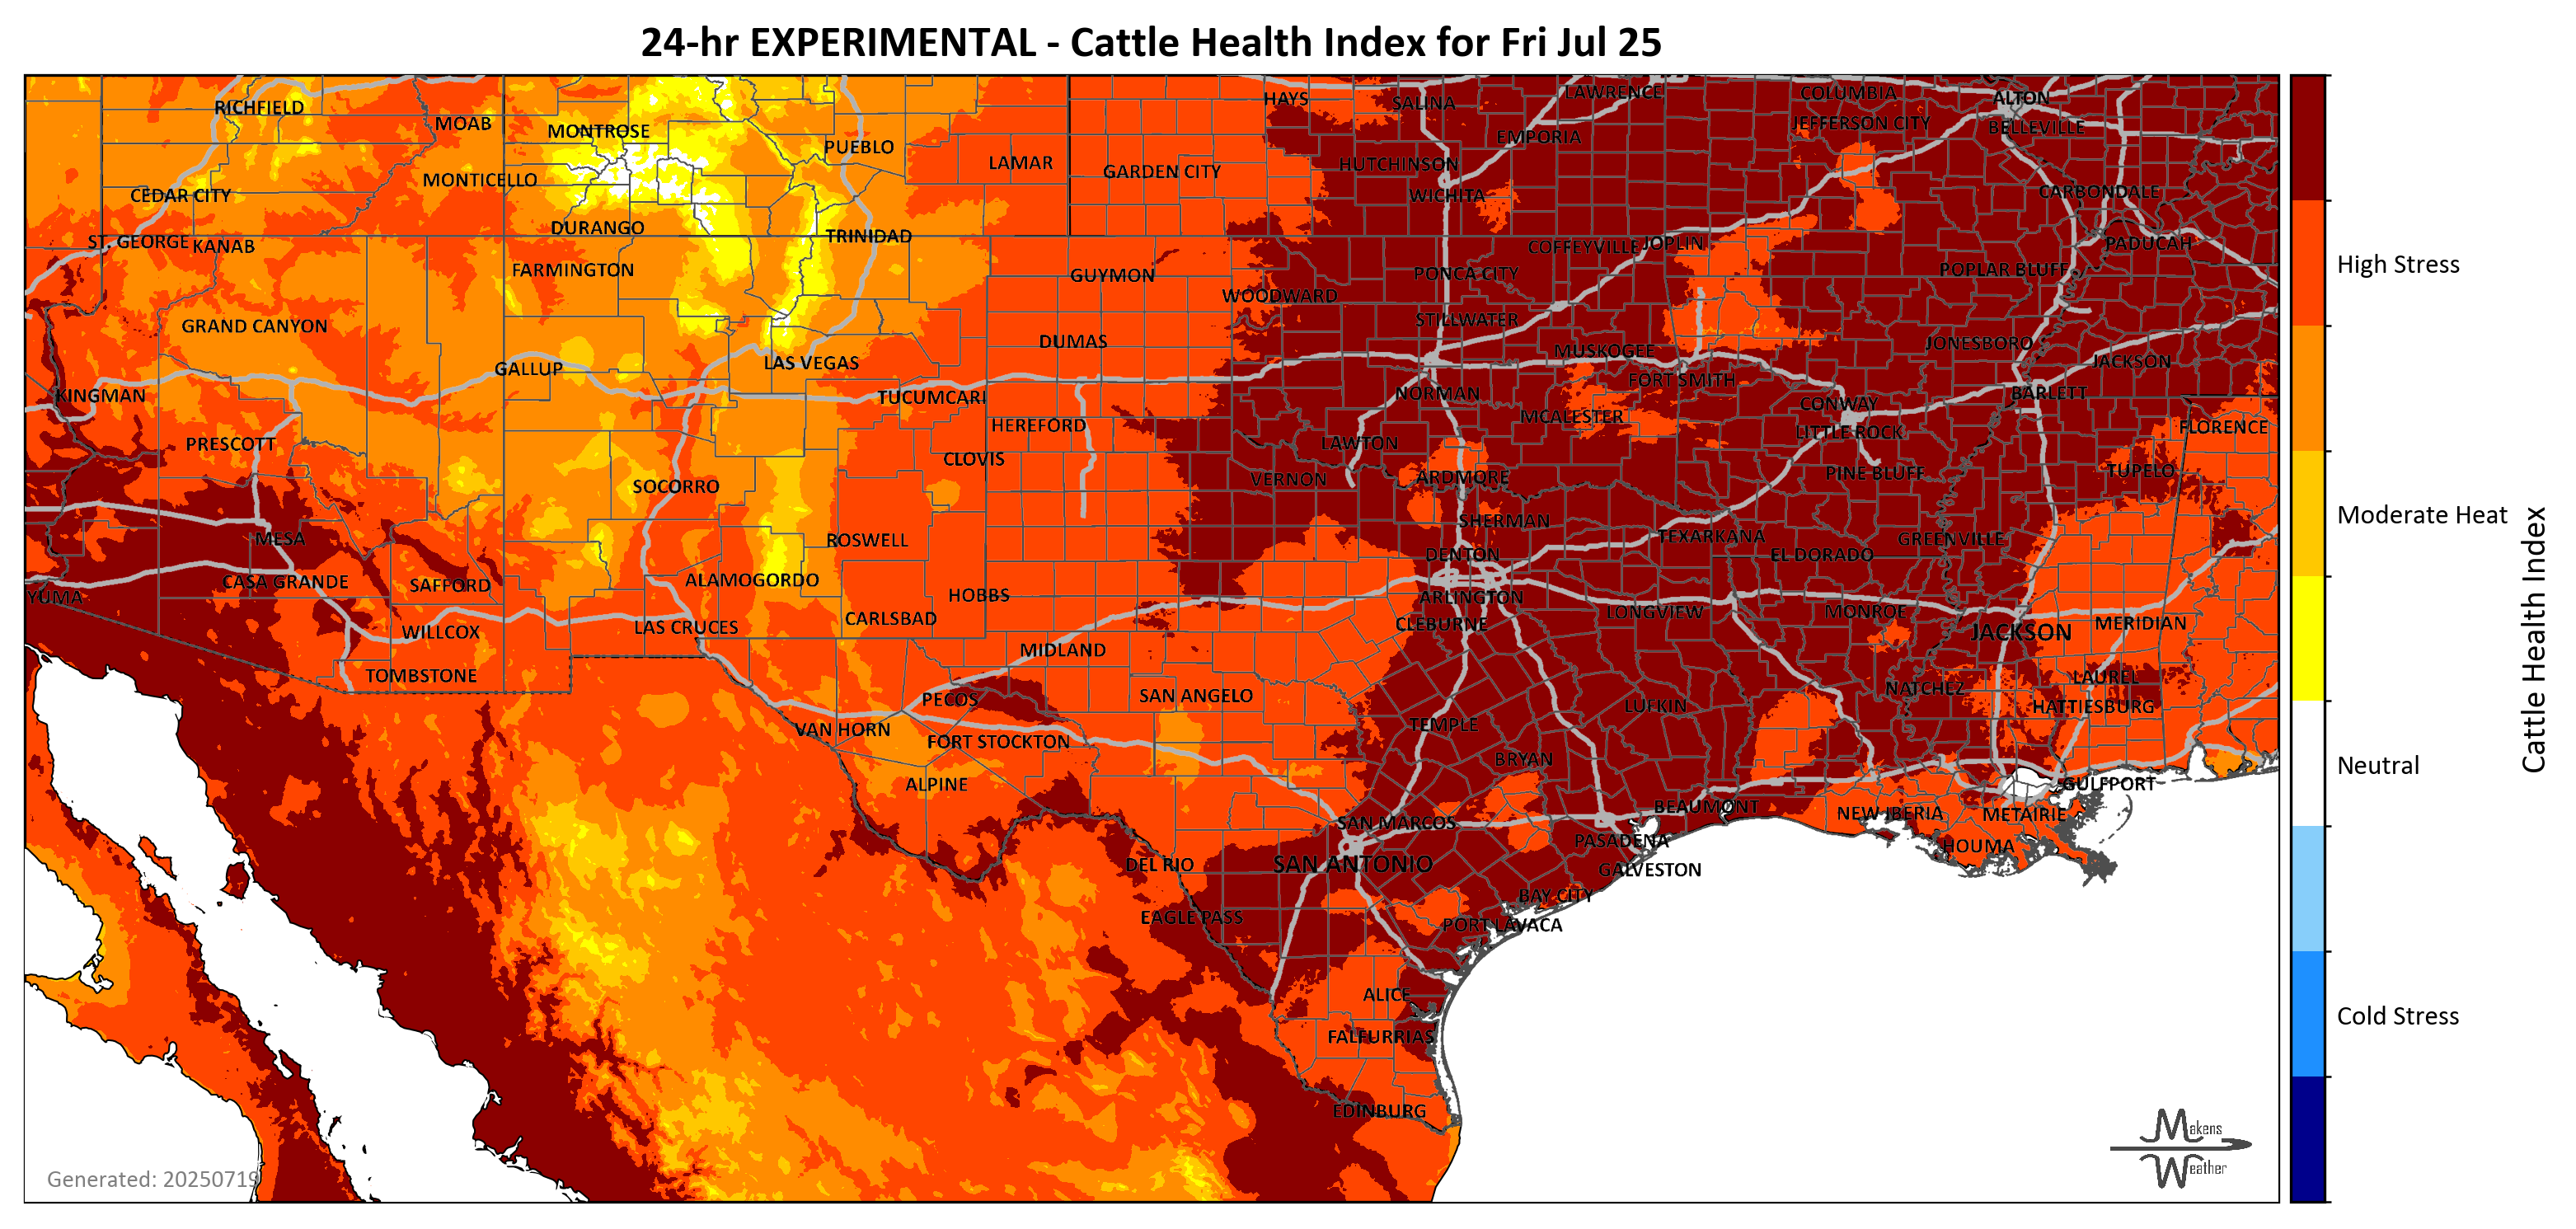 24-hr EXPERIMENTAL - Cattle Health Index for Fri Jul 25
RICHFIELD
MOAB
MONTROSE
PUEBLO
LAMAR
GARDEN CITY
HAYS
SALINA
LAWRENCE
EMPORIA
COLUMBIA
JEFFERSON CITY
ALTON
BELLEVILLE
CEDAR CITY
MONTICELLO
HUTCHINSON
WICHITA
CARBONDALE
ST. GEORGE
KANAB
DURANGO
TRINIDAD
COFFEYVILLE
JOPLIN
PADUCAH
High Stress
FARMINGTON
GUYMON
PONCA CITY
POPLAR BLUFF
WOODWARD
GRAND CANYON
DUMAS
STILLWATER
MUSKOGEE
JONESBORO
JACKSON
GALLUP
LAS VEGAS
FORT SMITH
KINGMAN
TUCUMCARI
NORMAN
CONWAY
BARLETT
PRESCOTT
HEREFORD
MCALESTER
LITTLE ROCK
FLORENCE
CLOVIS
LAWTON
SOCORRO
VERNON
ARDMORE
PINE BLUFF
TUPELO
MESA
ROSWELL
SHERMAN
TEXARKANA
GREENVILLE
Moderate Heat
DENTON
EL DORADO
CASA GRANDE
SAFFORD
ALAMOGORDO
YUMA
HOBBS
ARLINGTON
LONGVIEW
MONROE
WILLCOX
LAS CRUCES
CARLSBAD
CLEBURNE
JACKSON
MERIDIAN
TOMBSTONE
MIDLAND
PECOS
SAN ANGELO
NATCHEZ
LAUREL
VAN HORN
FORT STOCKTON
TEMPLE
LUFKIN
HATTIESBURG
Cattle Health Index
ALPINE
BRYAN
GULFPORT
Neutral
SAN MARCOS
BEAUMONT
NEW IBERIA
METAIRIE
DEL RIO
SAN ANTONIO
PASADENA
HOUMA
GALVESTON
EAGLE PASS
BAY CITY
PORT LAVACA
ALICE
FALFURRIAS
Cold Stress
EDINBURG
Generated: 20250719
Makens
Weather